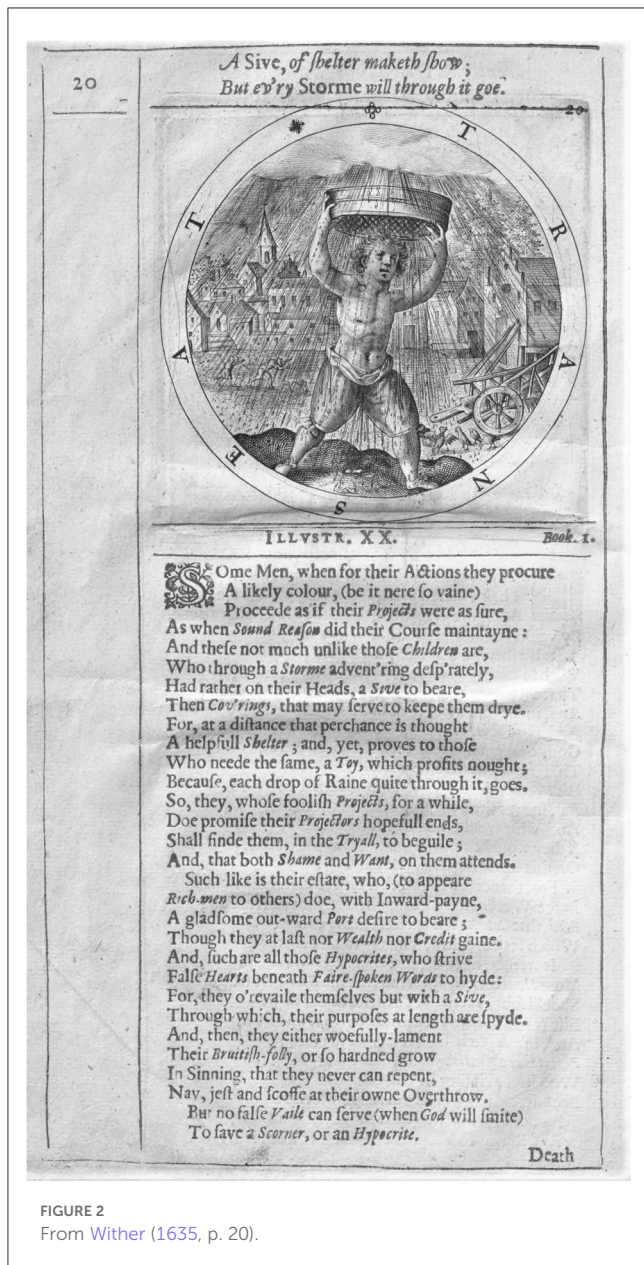 20
A Sive, of ſhelter maketh ſhow;
But ev'ry Storme will through it goe.
20
TRANSEAT
ILLVSTR. XX. Book. 1.
SOme Men, when for their Actions they procure
A likely colour, (be it nere ſo vaine)
Proceede as if their Projects were as ſure,
As when Sound Reaſon did their Courſe maintayne:
And theſe not much unlike thoſe Children are,
Who through a Storme advent'ring deſp'rately,
Had rather on their Heads, a Sive to beare,
Then Cov'rings, that may ſerve to keepe them drye.
For, at a diſtance that perchance is thought
A helpfull Shelter; and, yet, proves to thoſe
Who neede the ſame, a Toy, which profits nought;
Becauſe, each drop of Raine quite through it, goes.
So, they, whoſe fooliſh Projects, for a while,
Doe promiſe their Projectors hopefull ends,
Shall finde them, in the Tryall, to beguile;
And, that both Shame and Want, on them attends.
Such like is their eſtate, who, (to appeare
Rich-men to others) doe, with Inward-payne,
A gladſome out-ward Port deſire to beare;
Though they at laſt nor Wealth nor Credit gaine.
And, ſuch are all thoſe Hypocrites, who ſtrive
Falſe Hearts beneath Faire-ſpoken Words to hyde:
For, they o'revaile themſelves but with a Sive,
Through which, their purpoſes at length are ſpyde.
And, then, they either woefully-lament
Their Bruitiſh-folly, or ſo hardned grow
In Sinning, that they never can repent,
Nay, jeſt and ſcoffe at their owne Overthrow.
But no falſe Vaile can ſerve (when God will ſmite)
To ſave a Scorner, or an Hypocrite.
Death
FIGURE 2
From Wither (1635, p. 20).